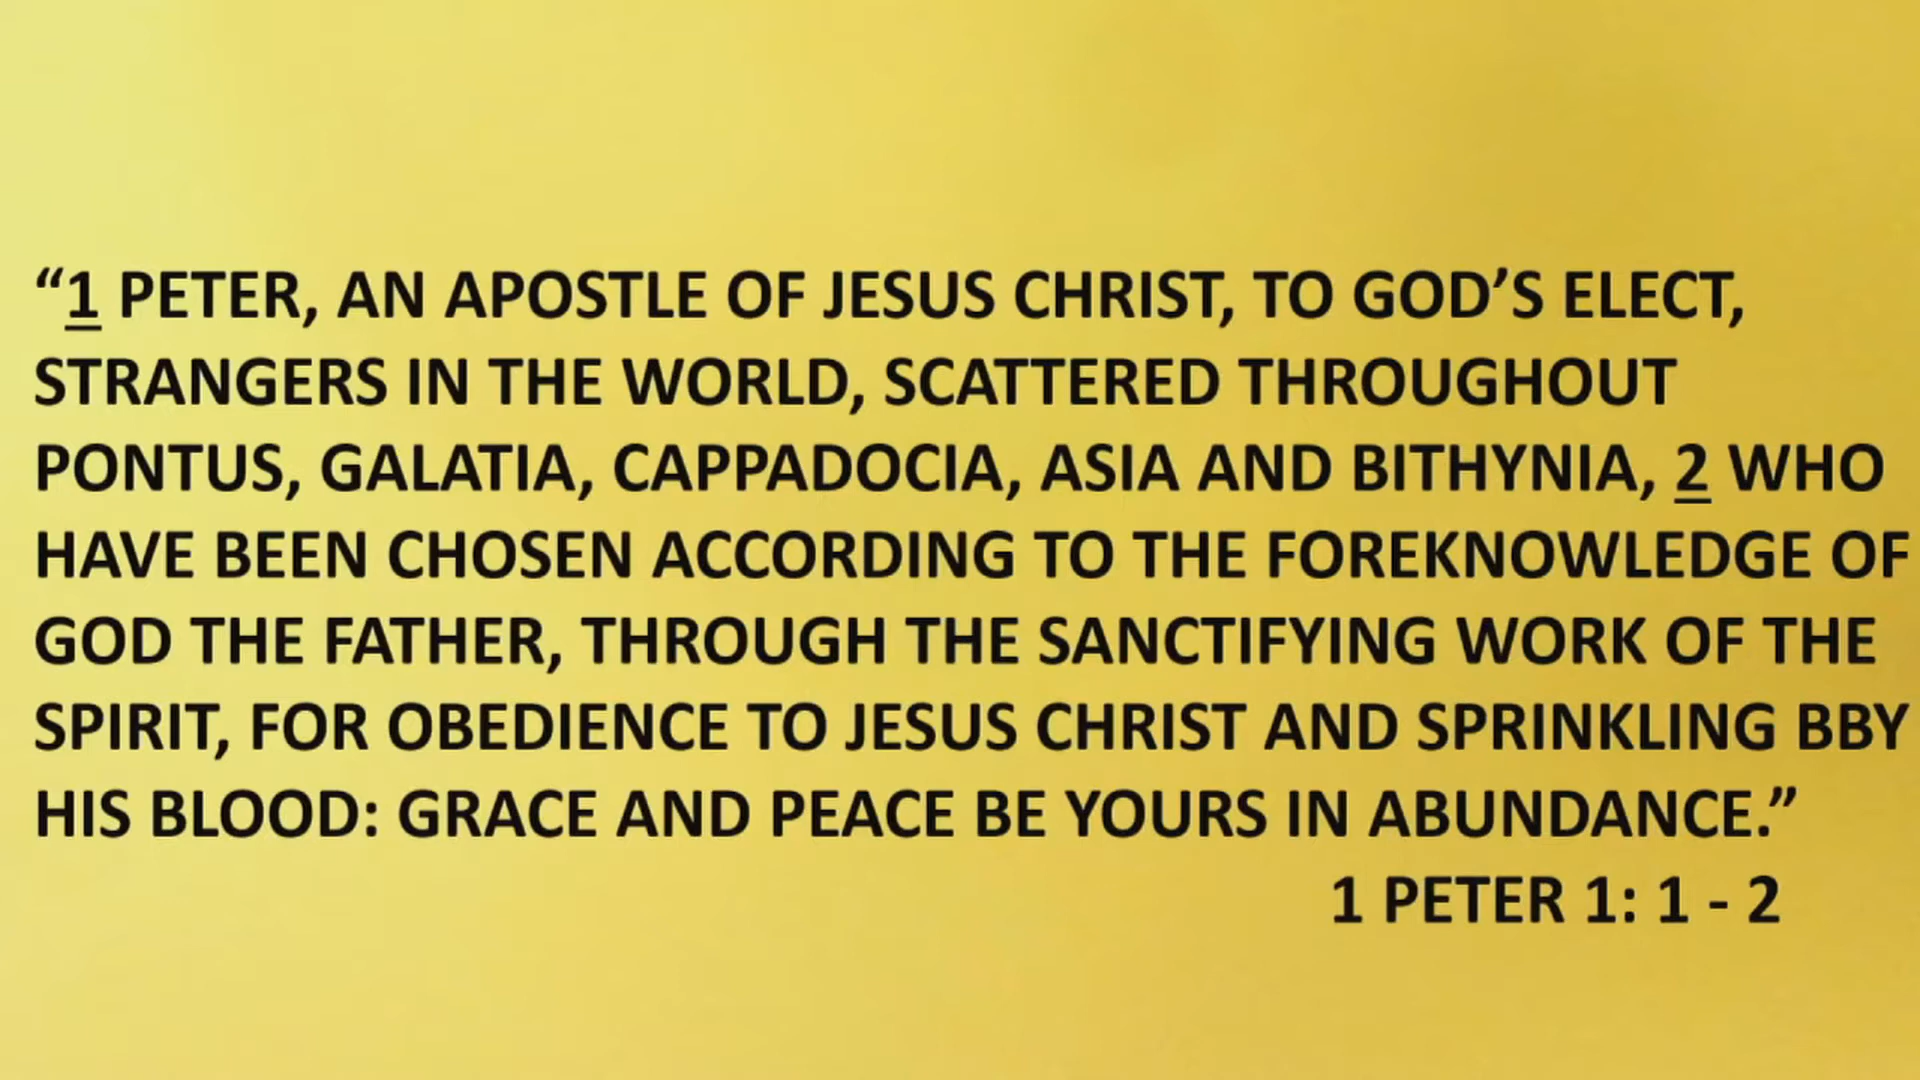 “1 PETER, AN APOSTLE OF JESUS CHRIST, TO GOD’S ELECT,
STRANGERS IN THE WORLD, SCATTERED THROUGHOUT
PONTUS, GALATIA, CAPPADOCIA, ASIA AND BITHYNIA, 2 WHO
HAVE BEEN CHOSEN ACCORDING TO THE FOREKNOWLEDGE OF
GOD THE FATHER, THROUGH THE SANCTIFYING WORK OF THE
SPIRIT, FOR OBEDIENCE TO JESUS CHRIST AND SPRINKLING BBY
HIS BLOOD: GRACE AND PEACE BE YOURS IN ABUNDANCE.”
1 PETER 1: 1 - 2